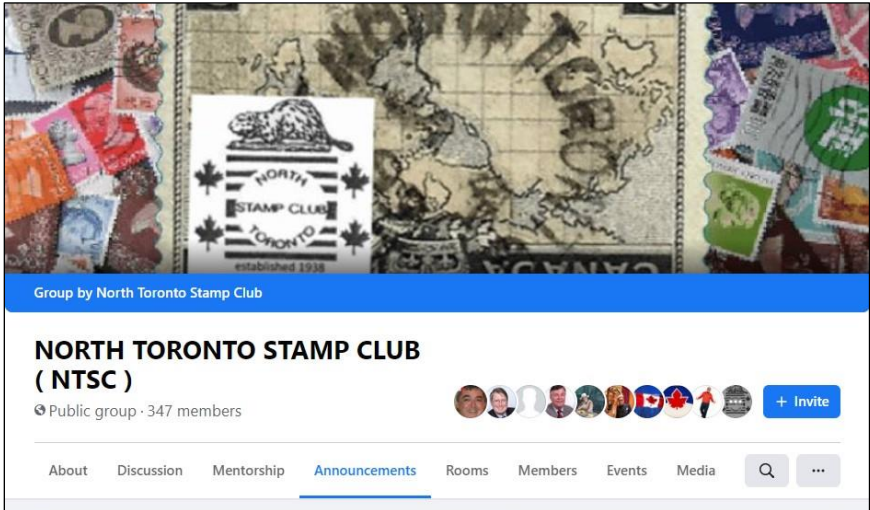 NORTH
STAMP CLUB
TORONTO
established 1938
CANADA
Group by North Toronto Stamp Club
NORTH TORONTO STAMP CLUB
( NTSC )
Public group · 347 members
+ Invite
About Discussion Mentorship Announcements Rooms Members Events Media